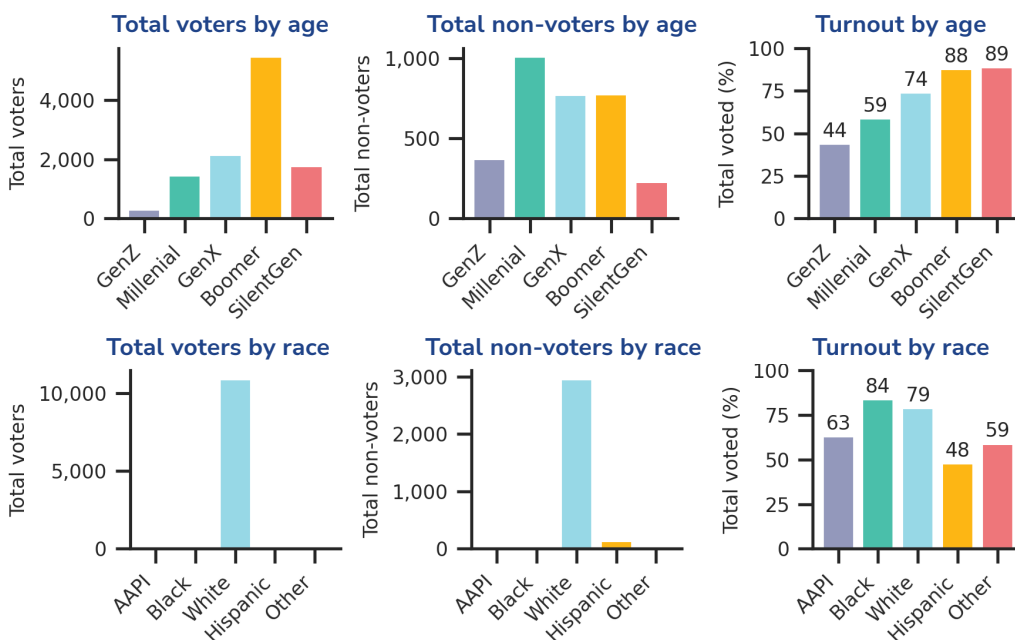 Total voters by age
Total voters
4,000
2,000
0
GenZ
Millenial
GenX
Boomer
SilentGen
Total non-voters by age
Total non-voters
1,000
500
0
GenZ
Millenial
GenX
Boomer
SilentGen
Turnout by age
Total voted (%)
100
75
50
25
0
44
59
74
88
89
GenZ
Millenial
GenX
Boomer
SilentGen
Total voters by race
Total voters
10,000
5,000
0
AAPI
Black
White
Hispanic
Other
Total non-voters by race
Total non-voters
3,000
2,000
1,000
0
AAPI
Black
White
Hispanic
Other
Turnout by race
Total voted (%)
100
75
50
25
0
63
84
79
48
59
AAPI
Black
White
Hispanic
Other